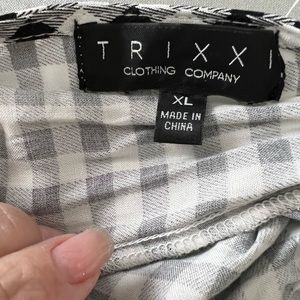 TRIXXI
CLOTHING COMPANY
XL
MADE IN
CHINA